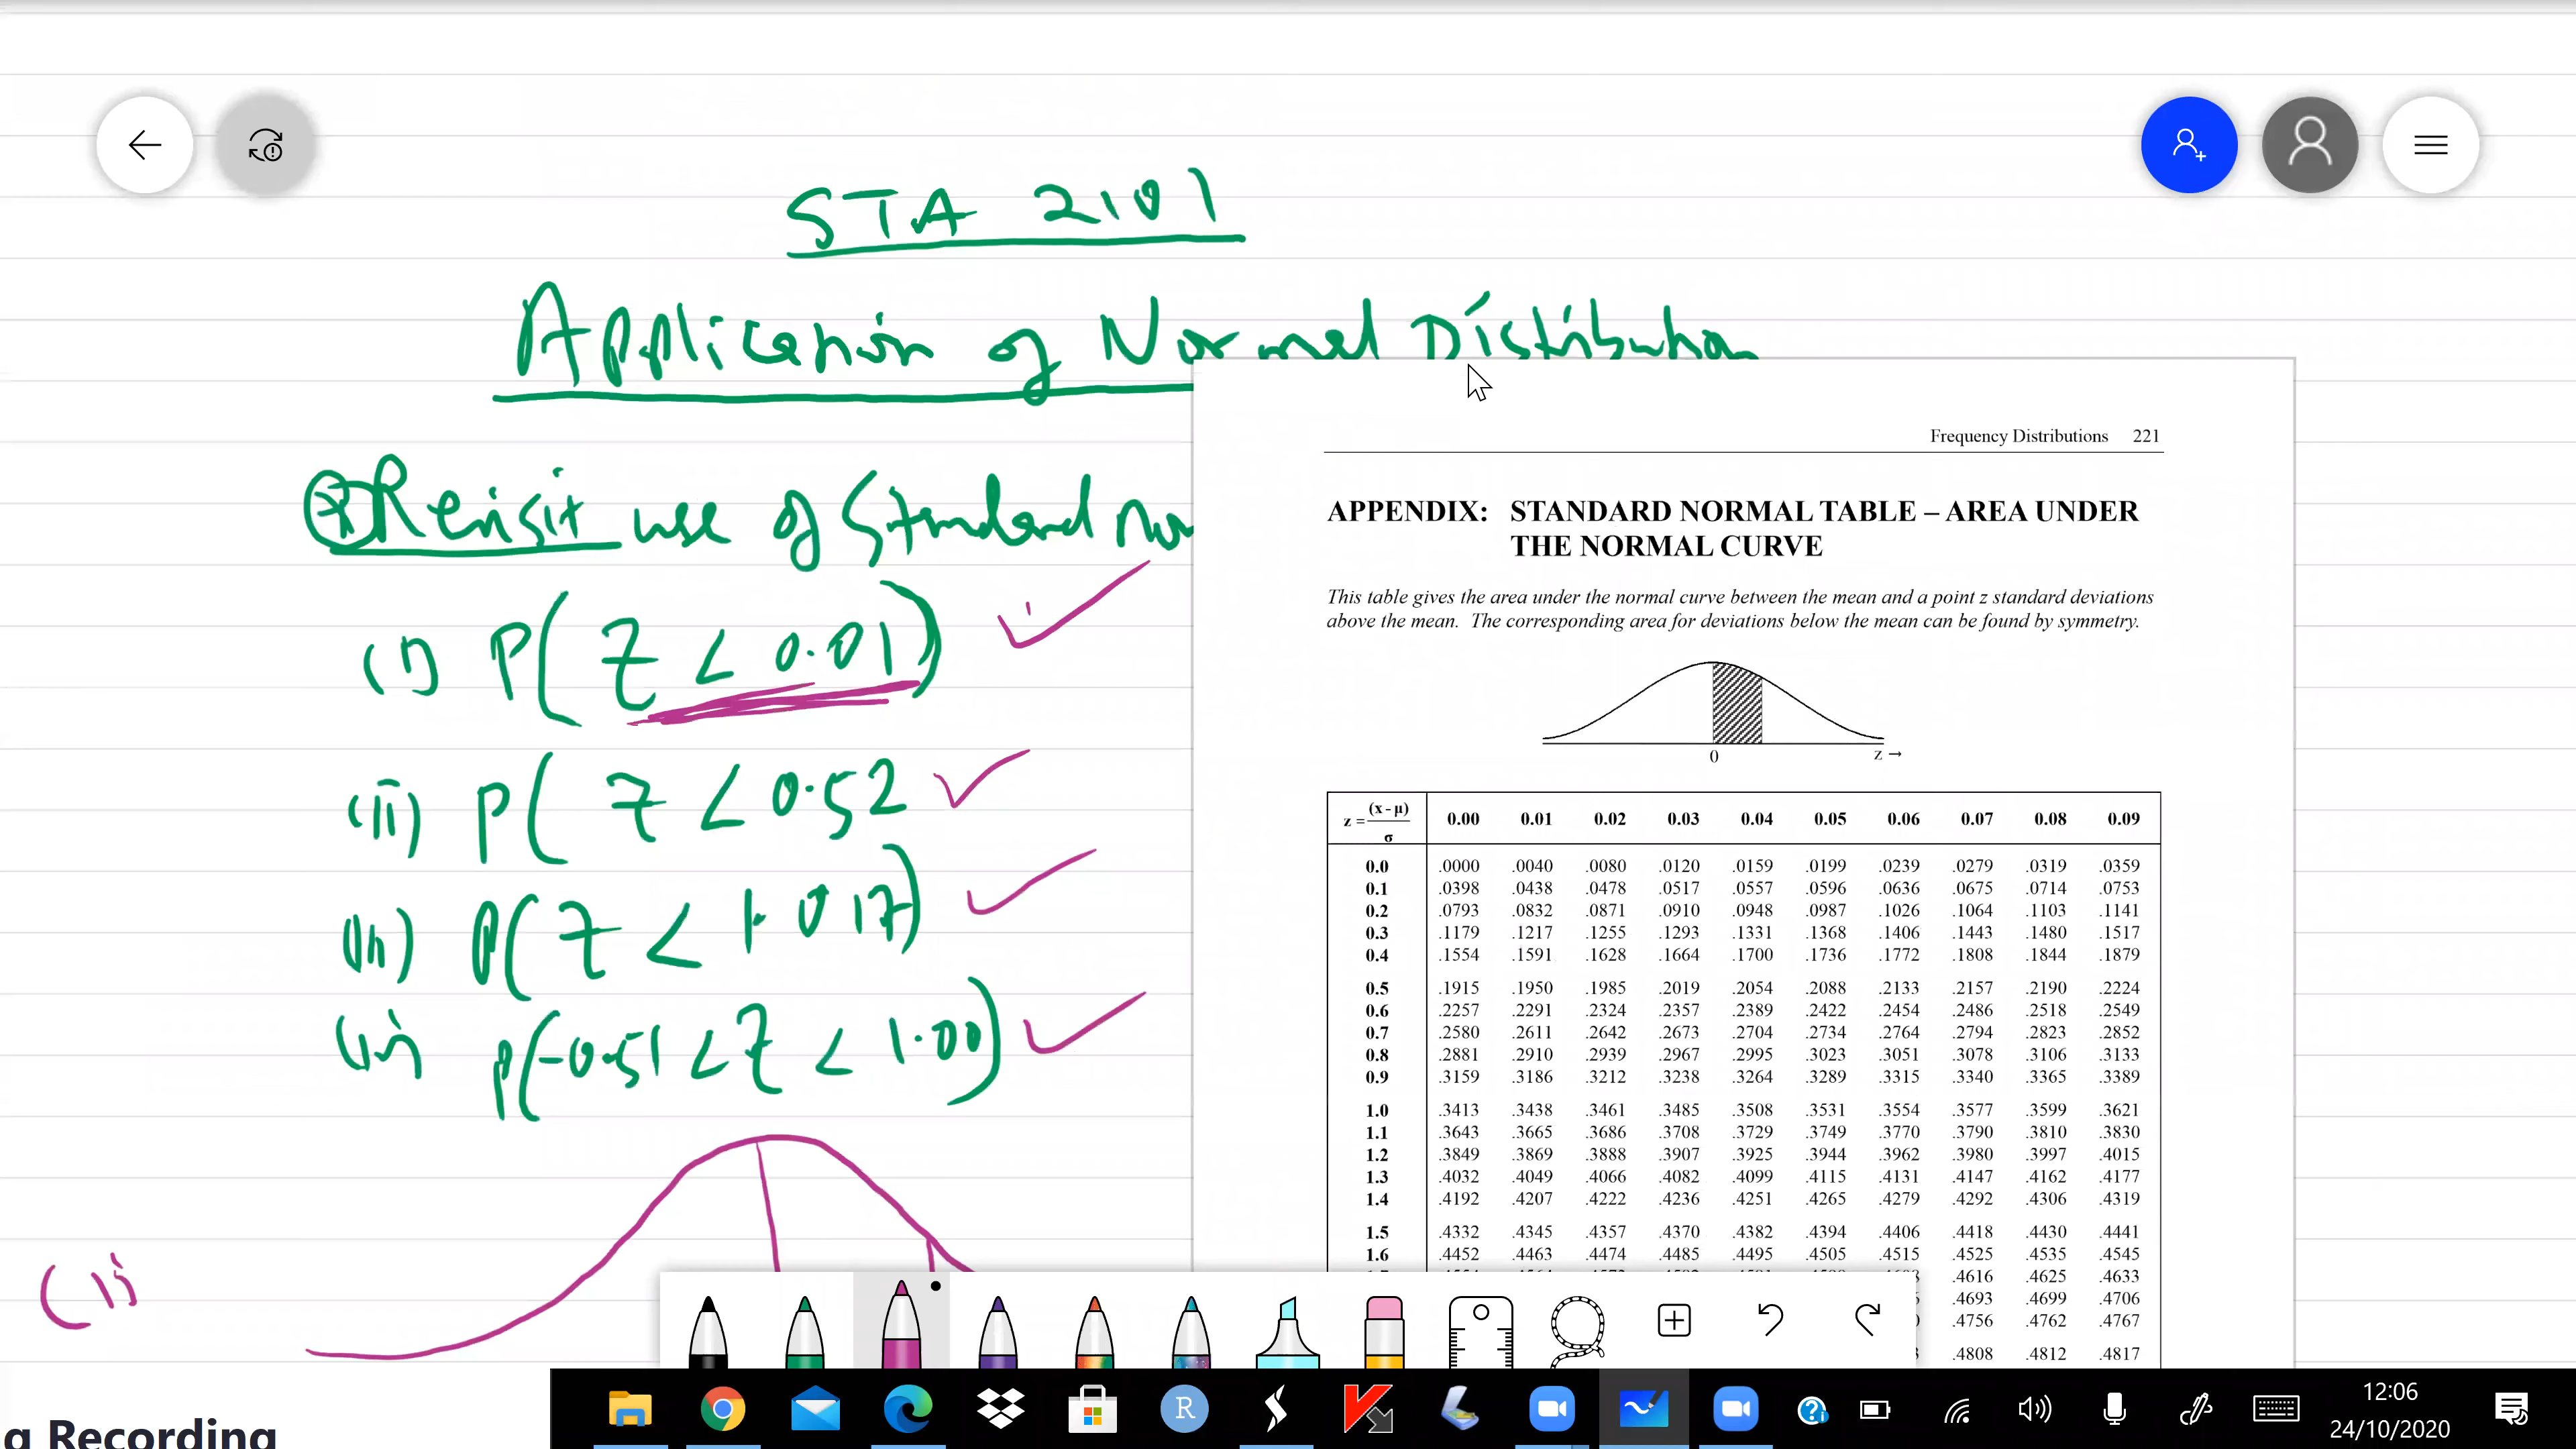 STA 2101
Application of Normal Distribution
Revisit use of Standard Nor
(i) P( Z < 0.01)
(ii) P( Z < 0.52
(iii) P( Z < 1.017)
(iv) P(-0.51 < Z < 1.00)
(i)
Frequency Distributions 221
APPENDIX: STANDARD NORMAL TABLE – AREA UNDER
THE NORMAL CURVE
This table gives the area under the normal curve between the mean and a point z standard deviations
above the mean. The corresponding area for deviations below the mean can be found by symmetry.
0 z →
z = (x - μ) / σ 0.00 0.01 0.02 0.03 0.04 0.05 0.06 0.07 0.08 0.09
0.0 .0000 .0040 .0080 .0120 .0159 .0199 .0239 .0279 .0319 .0359
0.1 .0398 .0438 .0478 .0517 .0557 .0596 .0636 .0675 .0714 .0753
0.2 .0793 .0832 .0871 .0910 .0948 .0987 .1026 .1064 .1103 .1141
0.3 .1179 .1217 .1255 .1293 .1331 .1368 .1406 .1443 .1480 .1517
0.4 .1554 .1591 .1628 .1664 .1700 .1736 .1772 .1808 .1844 .1879
0.5 .1915 .1950 .1985 .2019 .2054 .2088 .2133 .2157 .2190 .2224
0.6 .2257 .2291 .2324 .2357 .2389 .2422 .2454 .2486 .2518 .2549
0.7 .2580 .2611 .2642 .2673 .2704 .2734 .2764 .2794 .2823 .2852
0.8 .2881 .2910 .2939 .2967 .2995 .3023 .3051 .3078 .3106 .3133
0.9 .3159 .3186 .3212 .3238 .3264 .3289 .3315 .3340 .3365 .3389
1.0 .3413 .3438 .3461 .3485 .3508 .3531 .3554 .3577 .3599 .3621
1.1 .3643 .3665 .3686 .3708 .3729 .3749 .3770 .3790 .3810 .3830
1.2 .3849 .3869 .3888 .3907 .3925 .3944 .3962 .3980 .3997 .4015
1.3 .4032 .4049 .4066 .4082 .4099 .4115 .4131 .4147 .4162 .4177
1.4 .4192 .4207 .4222 .4236 .4251 .4265 .4279 .4292 .4306 .4319
1.5 .4332 .4345 .4357 .4370 .4382 .4394 .4406 .4418 .4430 .4441
1.6 .4452 .4463 .4474 .4485 .4495 .4505 .4515 .4525 .4535 .4545
.4616 .4625 .4633
.4693 .4699 .4706
.4756 .4762 .4767
.4808 .4812 .4817
R
12:06
24/10/2020
Recording